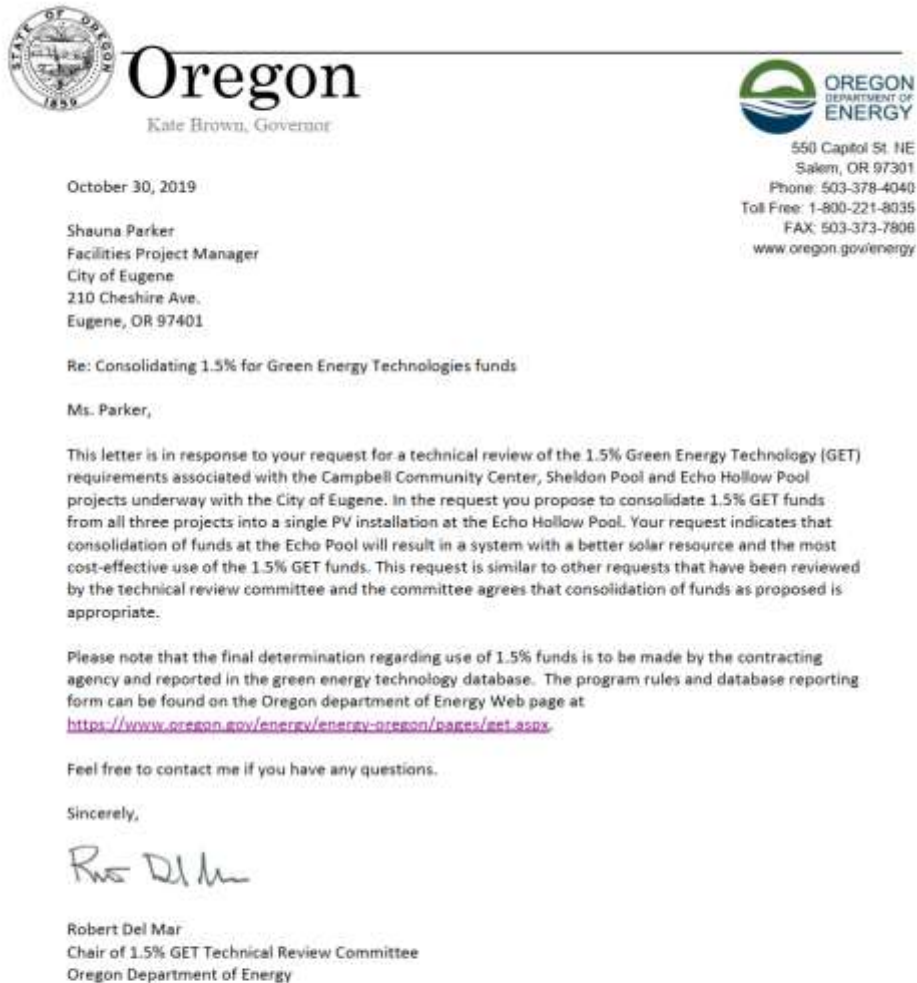 STATE OF OREGON
1859
Oregon
Kate Brown, Governor
OREGON
DEPARTMENT OF
ENERGY
550 Capitol St. NE
Salem, OR 97301
Phone: 503-378-4040
Toll Free: 1-800-221-8035
FAX: 503-373-7806
www.oregon.gov/energy
October 30, 2019
Shauna Parker
Facilities Project Manager
City of Eugene
210 Cheshire Ave.
Eugene, OR 97401
Re: Consolidating 1.5% for Green Energy Technologies funds
Ms. Parker,
This letter is in response to your request for a technical review of the 1.5% Green Energy Technology (GET)
requirements associated with the Campbell Community Center, Sheldon Pool and Echo Hollow Pool
projects underway with the City of Eugene. In the request you propose to consolidate 1.5% GET funds
from all three projects into a single PV installation at the Echo Hollow Pool. Your request indicates that
consolidation of funds at the Echo Pool will result in a system with a better solar resource and the most
cost-effective use of the 1.5% GET funds. This request is similar to other requests that have been reviewed
by the technical review committee and the committee agrees that consolidation of funds as proposed is
appropriate.
Please note that the final determination regarding use of 1.5% funds is to be made by the contracting
agency and reported in the green energy technology database. The program rules and database reporting
form can be found on the Oregon department of Energy Web page at
https://www.oregon.gov/energy/energy-oregon/pages/get.aspx.
Feel free to contact me if you have any questions.
Sincerely,
Robert Del Mar
Chair of 1.5% GET Technical Review Committee
Oregon Department of Energy